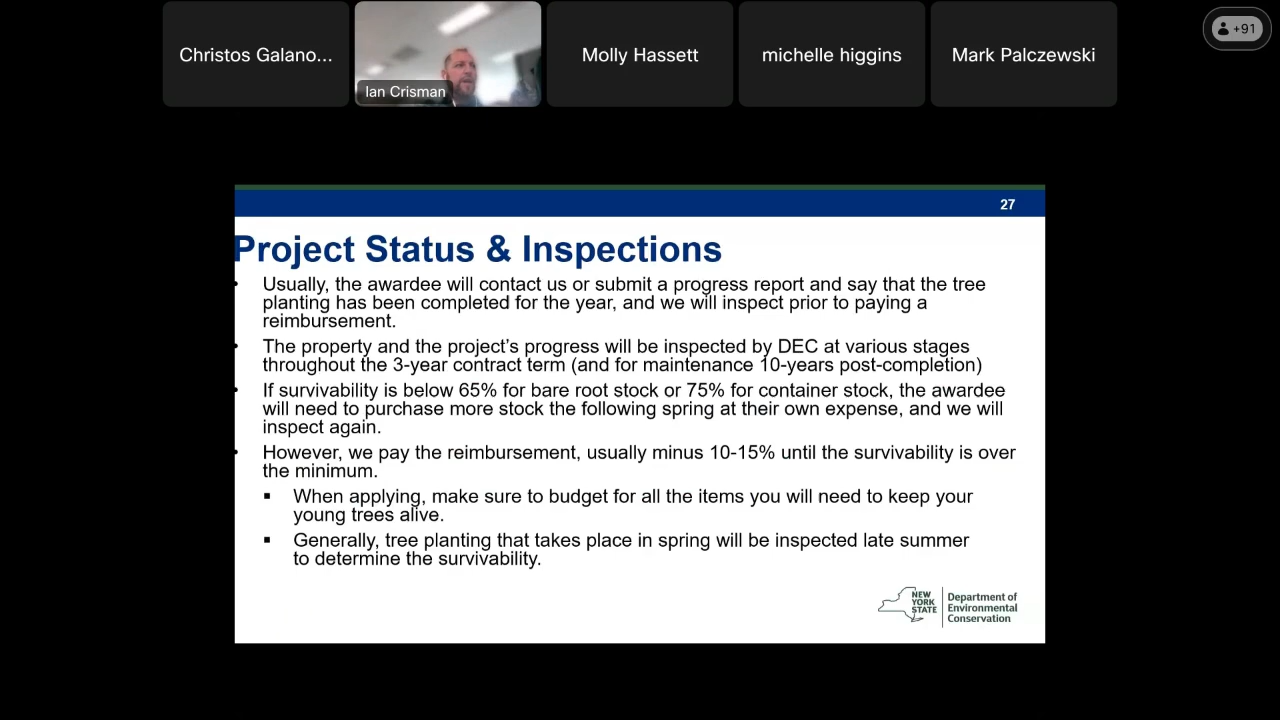 Christos Galano...
Ian Crisman
Molly Hassett
michelle higgins
Mark Palczewski
+91
27
Project Status & Inspections
• Usually, the awardee will contact us or submit a progress report and say that the tree
planting has been completed for the year, and we will inspect prior to paying a
reimbursement.
• The property and the project's progress will be inspected by DEC at various stages
throughout the 3-year contract term (and for maintenance 10-years post-completion)
• If survivability is below 65% for bare root stock or 75% for container stock, the awardee
will need to purchase more stock the following spring at their own expense, and we will
inspect again.
• However, we pay the reimbursement, usually minus 10-15% until the survivability is over
the minimum.
▪ When applying, make sure to budget for all the items you will need to keep your
young trees alive.
▪ Generally, tree planting that takes place in spring will be inspected late summer
to determine the survivability.
NEW
YORK
STATE
Department of
Environmental
Conservation